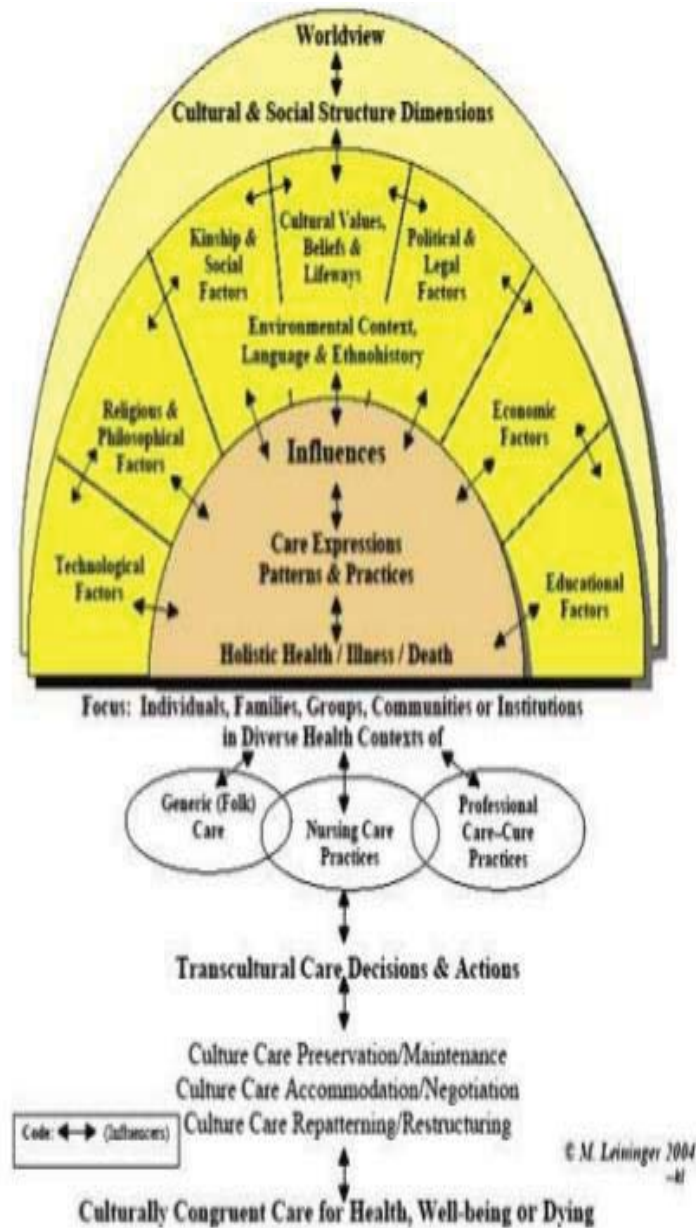 Worldview
Cultural & Social Structure Dimensions
Kinship &
Social
Factors
Cultural Values,
Beliefs &
Lifeways
Political &
Legal
Factors
Environmental Context,
Language & Ethnohistory
Religious &
Philosophical
Factors
Economic
Factors
Technological
Factors
Educational
Factors
Influences
Care Expressions
Patterns & Practices
Holistic Health / Illness / Death
Focus: Individuals, Families, Groups, Communities or Institutions
in Diverse Health Contexts of
Generic (Folk)
Care
Nursing Care
Practices
Professional
Care–Cure
Practices
Transcultural Care Decisions & Actions
Culture Care Preservation/Maintenance
Culture Care Accommodation/Negotiation
Culture Care Repatterning/Restructuring
Code: (Influencers)
© M. Leininger 2004
Culturally Congruent Care for Health, Well-being or Dying